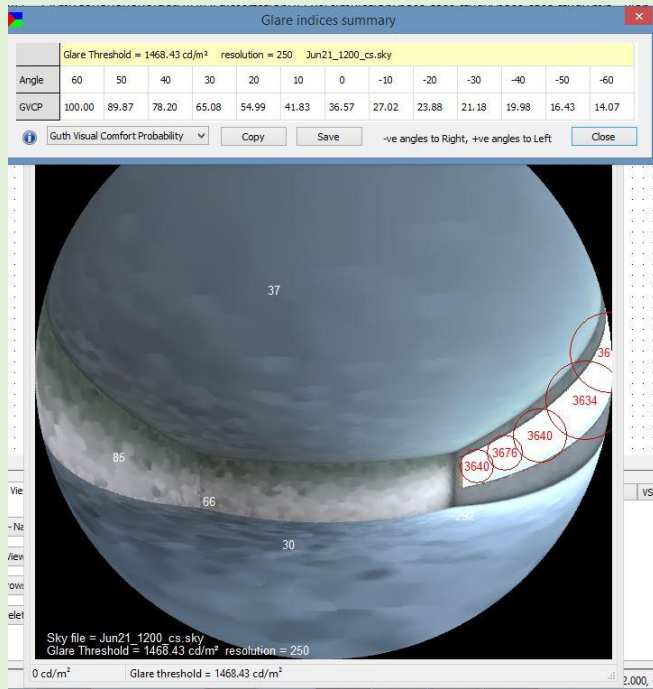 Glare indices summary
Glare Threshold = 1468.43 cd/m² resolution = 250 Jun21_1200_cs.sky
Angle 60 50 40 30 20 10 0 -10 -20 -30 -40 -50 -60
GVCP 100.00 89.87 78.20 65.08 54.99 41.83 36.57 27.02 23.88 21.18 19.98 16.43 14.07
Guth Visual Comfort Probability Copy Save -ve angles to Right, +ve angles to Left Close
37
36
3634
3640
3676
3640
85
66
30
Sky file = Jun21_1200_cs.sky
Glare Threshold = 1468.43 cd/m² resolution = 250
0 cd/m² Glare threshold = 1468.43 cd/m²
2.000,